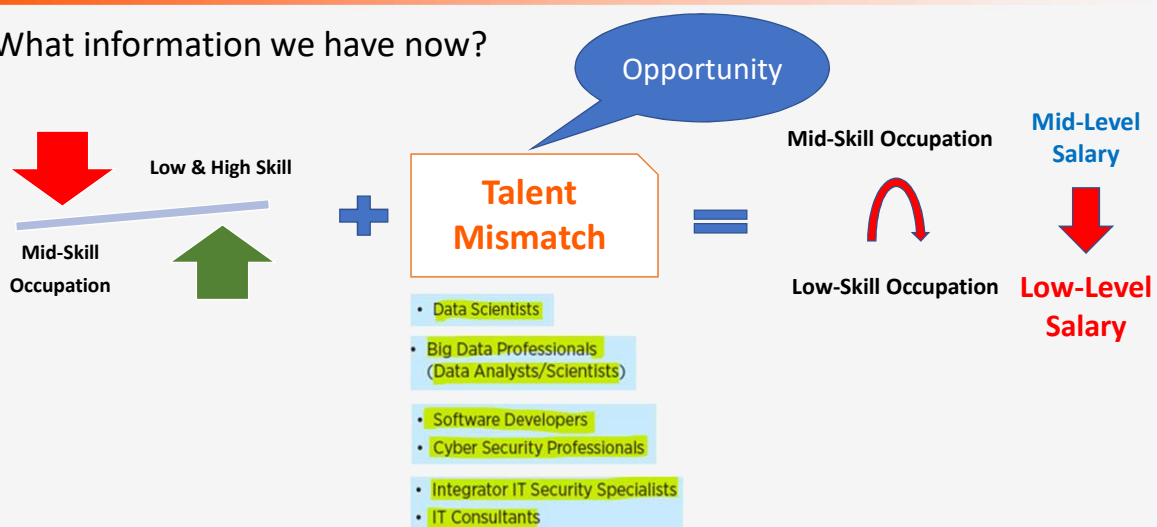 What information we have now?
Opportunity
Low & High Skill
Mid-Skill
Occupation
Talent
Mismatch
• Data Scientists
• Big Data Professionals
(Data Analysts/Scientists)
• Software Developers
• Cyber Security Professionals
• Integrator IT Security Specialists
• IT Consultants
Mid-Skill Occupation
Low-Skill Occupation
Mid-Level
Salary
Low-Level
Salary